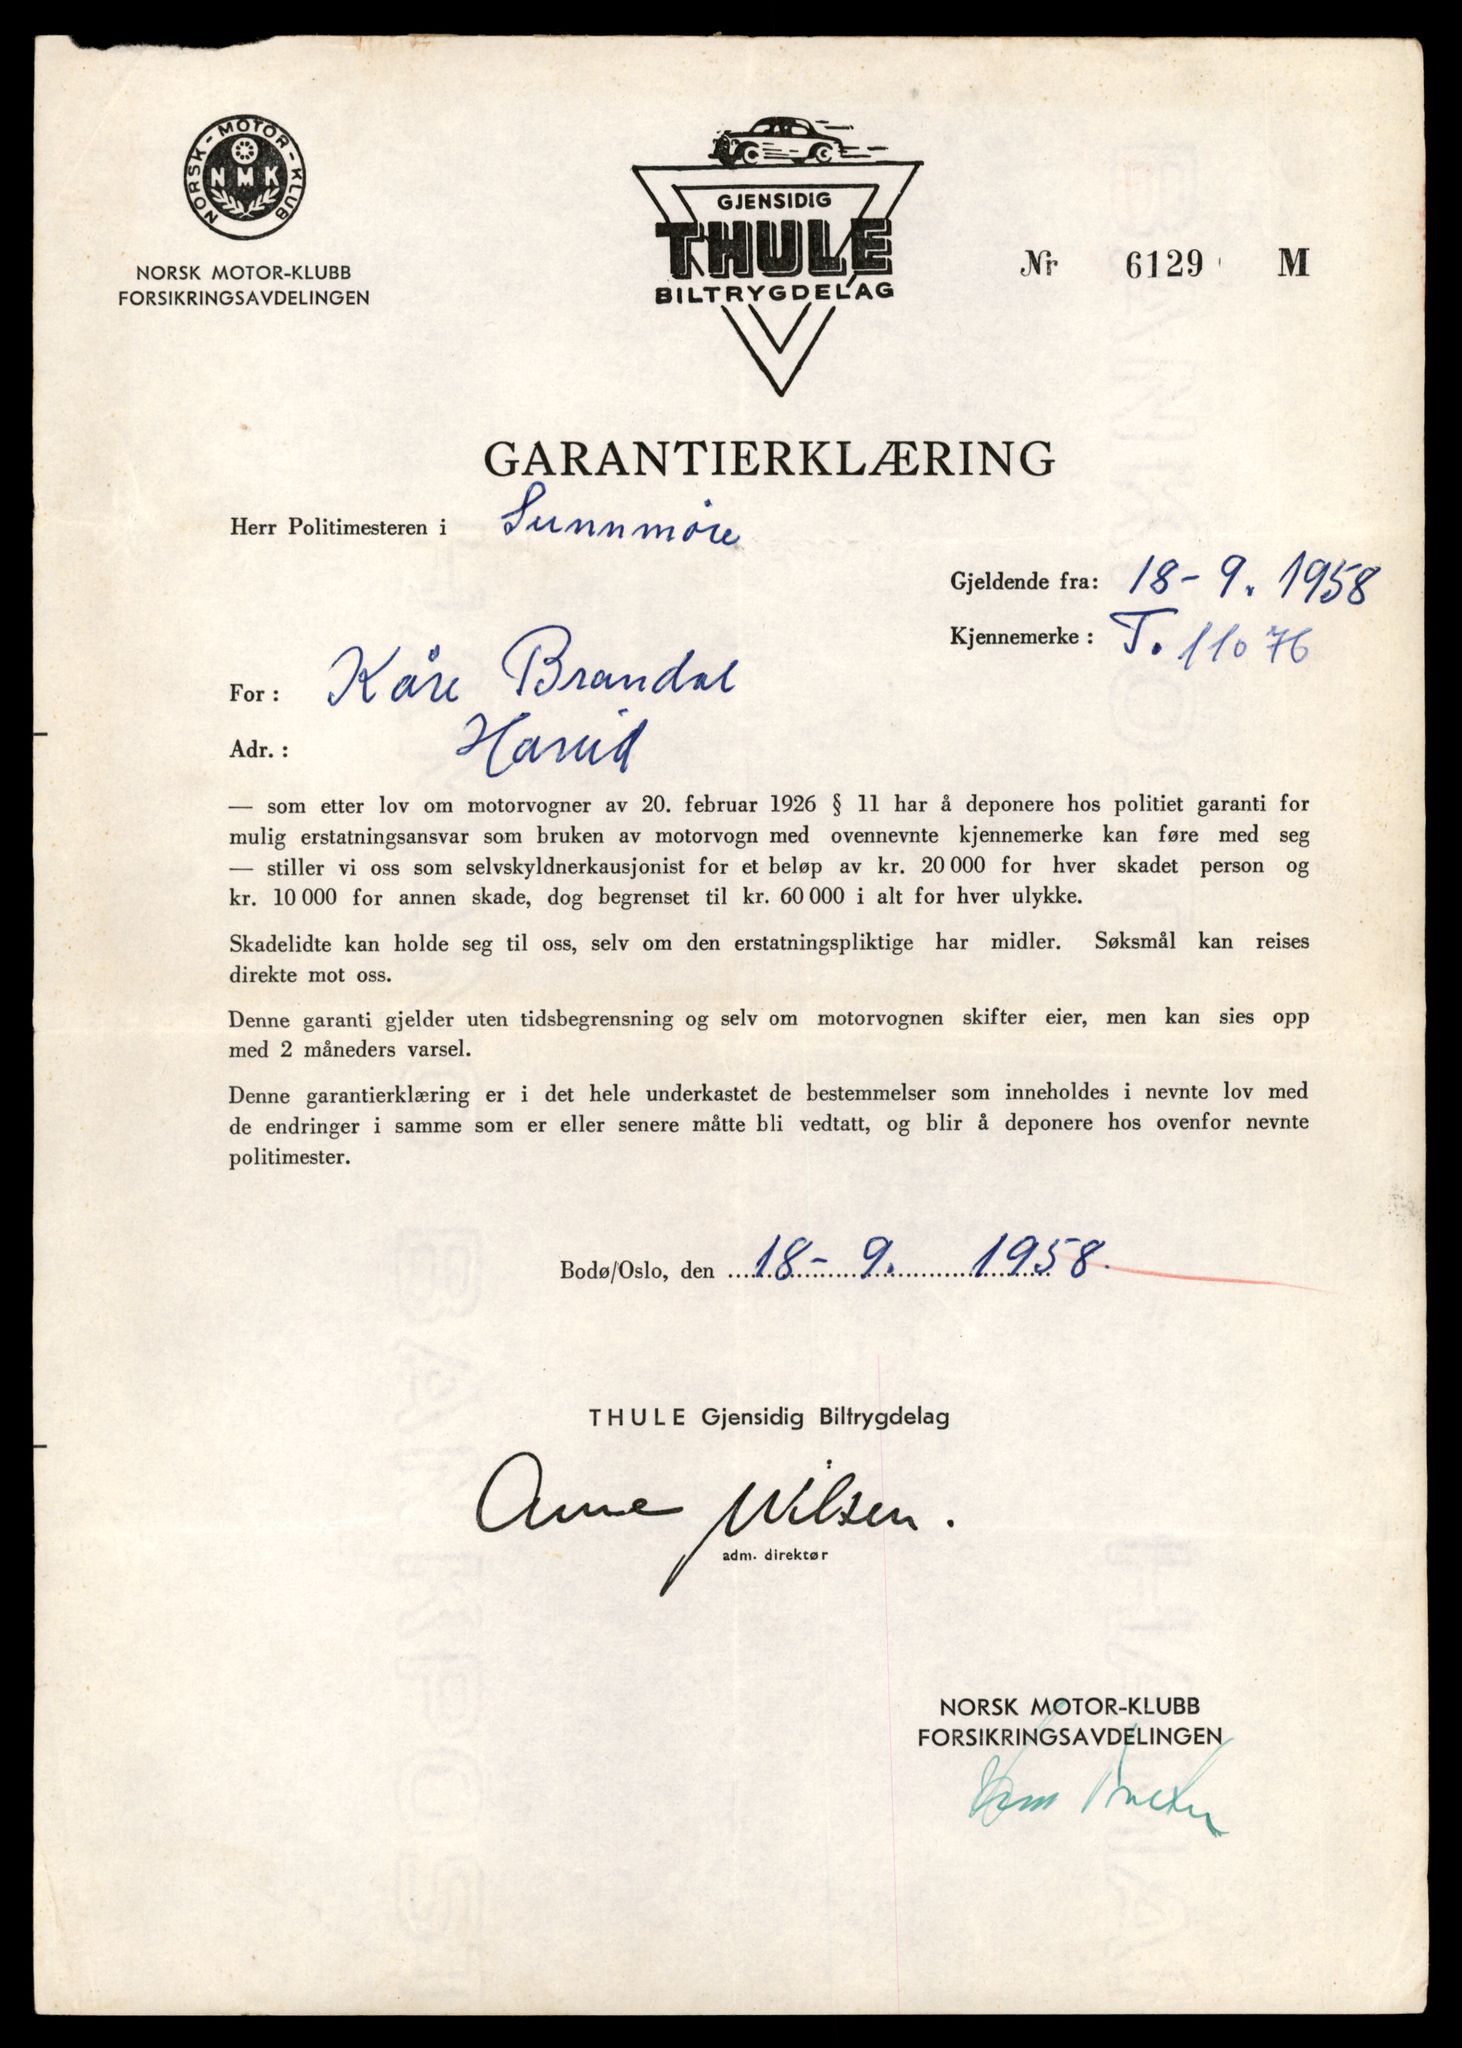 NORSK - MOTOR - KLUB
NMK
NORSK MOTOR-KLUBB
FORSIKRINGSAVDELINGEN
GJENSIDIG
THULE
BILTRYGDELAG
Nr 6129 M
GARANTIERKLÆRING
Herr Politimesteren i Sunnmøre
Gjeldende fra: 18-9. 1958
Kjennemerke: T. 11076
For: Kåre Brandal
Adr.: Hareid
— som etter lov om motorvogner av 20. februar 1926 § 11 har å deponere hos politiet garanti for
mulig erstatningsansvar som bruken av motorvogn med ovennevnte kjennemerke kan føre med seg
— stiller vi oss som selvskyldnerkausjonist for et beløp av kr. 20 000 for hver skadet person og
kr. 10 000 for annen skade, dog begrenset til kr. 60 000 i alt for hver ulykke.
Skadelidte kan holde seg til oss, selv om den erstatningspliktige har midler. Søksmål kan reises
direkte mot oss.
Denne garanti gjelder uten tidsbegrensning og selv om motorvognen skifter eier, men kan sies opp
med 2 måneders varsel.
Denne garantierklæring er i det hele underkastet de bestemmelser som inneholdes i nevnte lov med
de endringer i samme som er eller senere måtte bli vedtatt, og blir å deponere hos ovenfor nevnte
politimester.
Bodø/Oslo, den 18-9. 1958.
THULE Gjensidig Biltrygdelag
Arne Nilsen.
adm. direktør
NORSK MOTOR-KLUBB
FORSIKRINGSAVDELINGEN